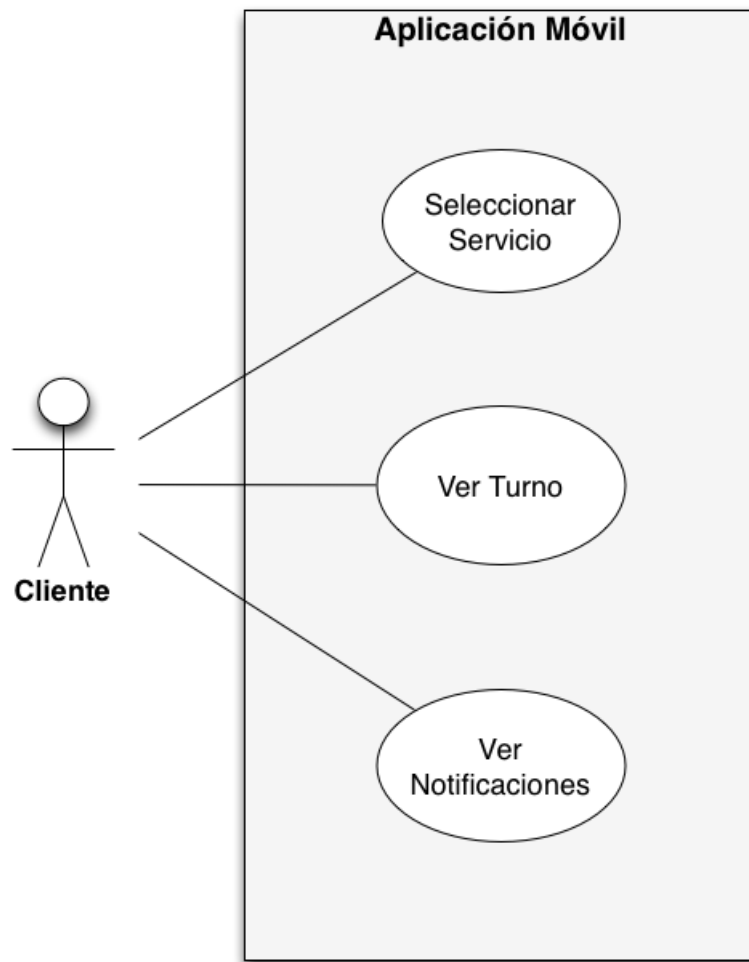 Aplicación Móvil
Seleccionar
Servicio
Ver Turno
Cliente
Ver
Notificaciones